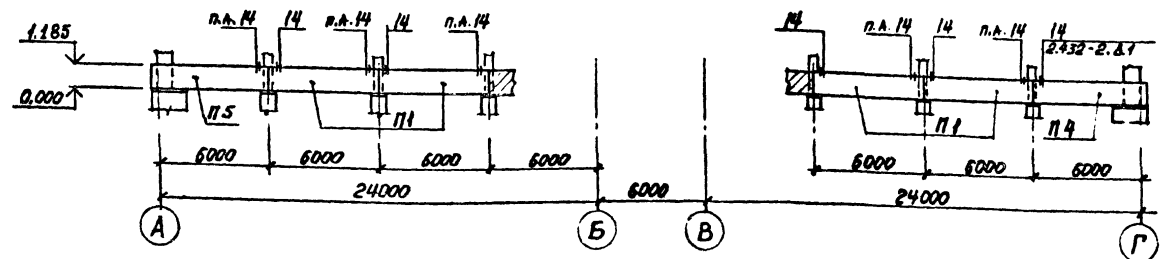 п.А. 14 14 п.А. 14 14 п.А. 14
14 п.А. 14 14 п.А. 14 14
2.432-2. В.1
1.185
0.000
П5 П1 П1 П4
6000 6000 6000 6000 6000 6000 6000
24000 6000 24000
А Б В Г